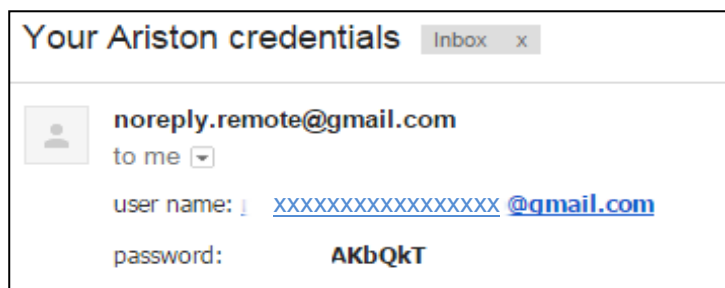 Your Ariston credentials Inbox x
noreply.remote@gmail.com
to me
user name: xxxxxxxxxxxxxxxxx @gmail.com
password: AKbQkT